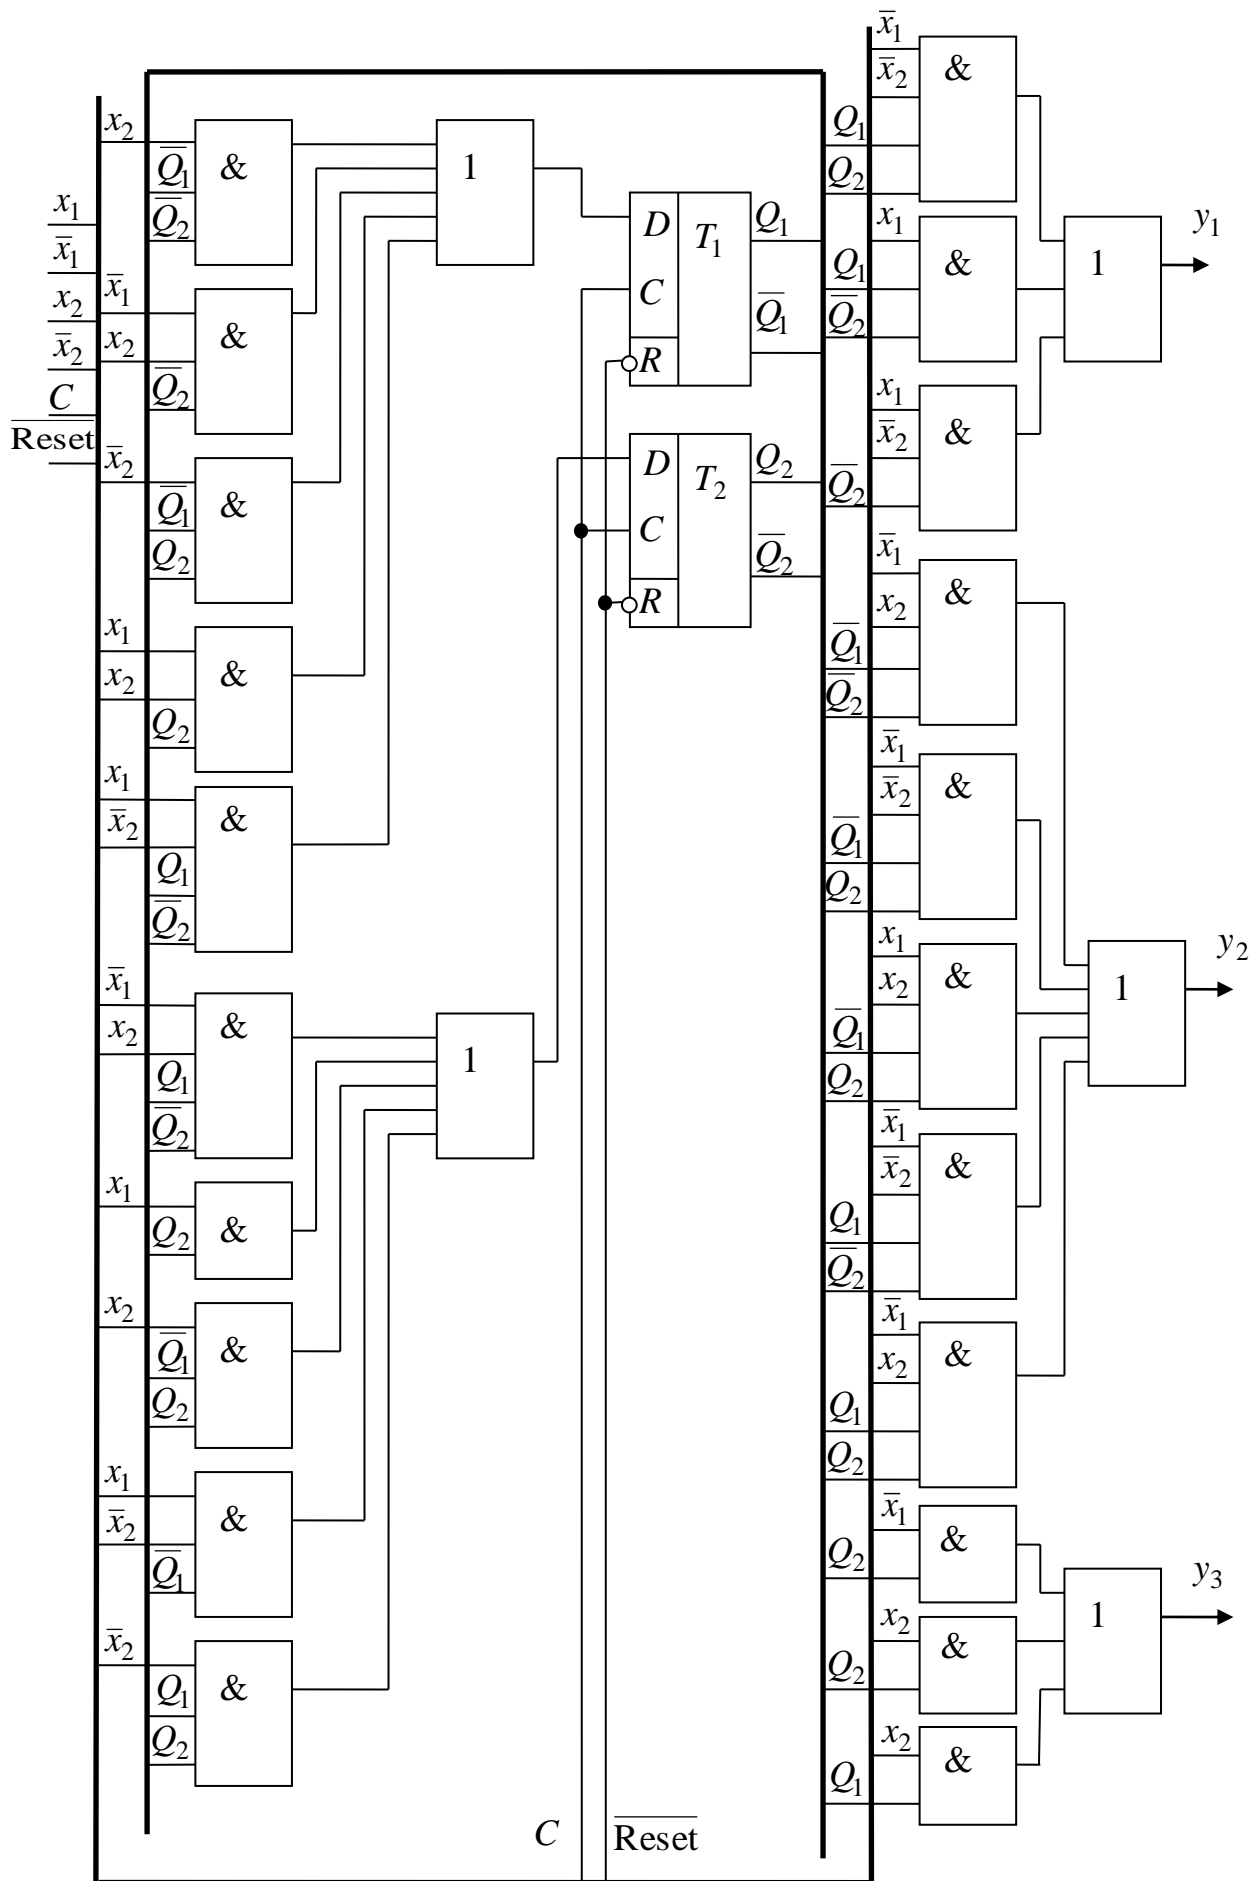 x₁
x̄₁
x₂
x̄₂
C
R̅e̅s̅e̅t̅
x₂
Q̅₁
Q̅₂
&
x̄₁
x₂
Q̅₂
&
x̄₂
Q̅₁
Q₂
&
x₁
x₂
Q₂
&
x₁
x̄₂
Q₁
Q̅₂
&
1
x̄₁
x₂
Q₁
Q̅₂
&
x₁
Q₂
&
x₂
Q̅₁
Q₂
&
x₁
x̄₂
Q̅₁
&
x̄₂
Q₁
Q₂
&
1
D
C
R
T₁
Q₁
Q̅₁
D
C
R
T₂
Q₂
Q̅₂
C
R̅e̅s̅e̅t̅
x̄₁
x̄₂
Q₁
Q₂
&
x₁
Q₁
Q̅₂
&
x₁
x̄₂
Q̅₂
&
1
y₁
x̄₁
x₂
Q̅₁
Q̅₂
&
x̄₁
x̄₂
Q̅₁
Q₂
&
x₁
x₂
Q̅₁
Q₂
&
x̄₁
x̄₂
Q₁
Q̅₂
&
x̄₁
x₂
Q₁
Q₂
&
1
y₂
x̄₁
Q₂
&
x₂
Q₂
&
x₂
Q₁
&
1
y₃